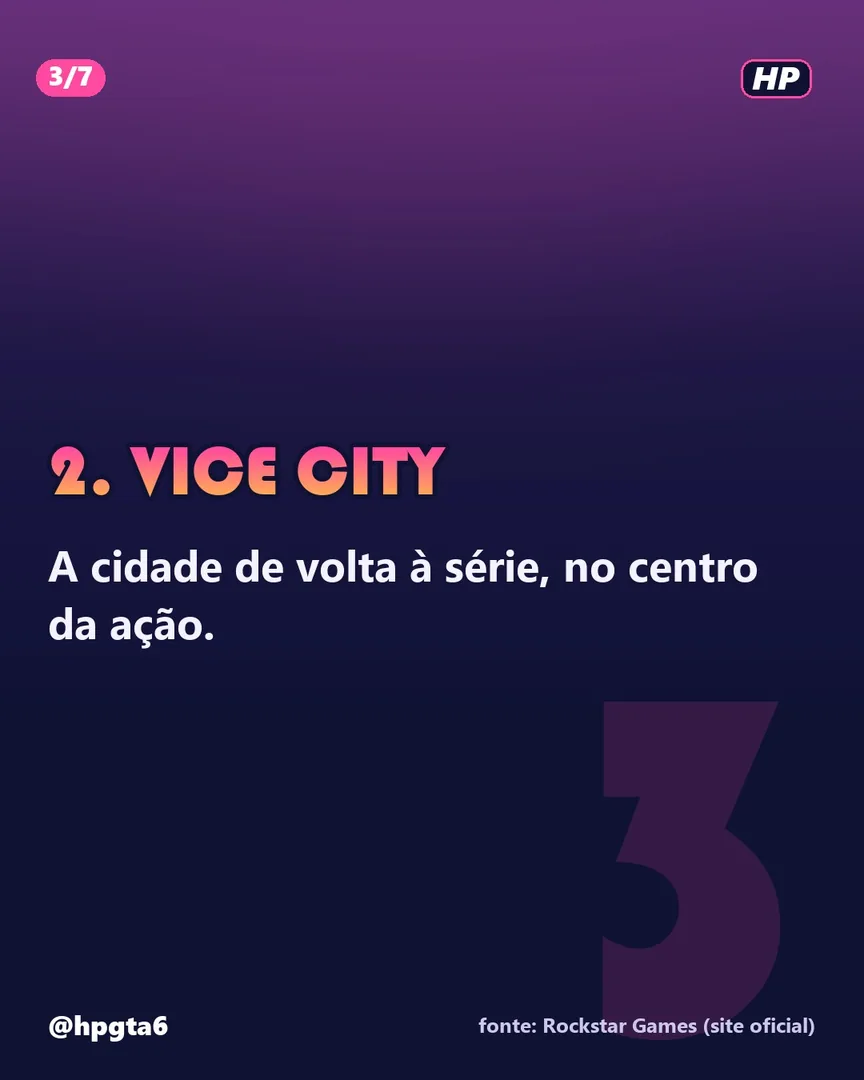 3/7
HP
2. VICE CITY
A cidade de volta à série, no centro
da ação.
3
@hpgta6
fonte: Rockstar Games (site oficial)